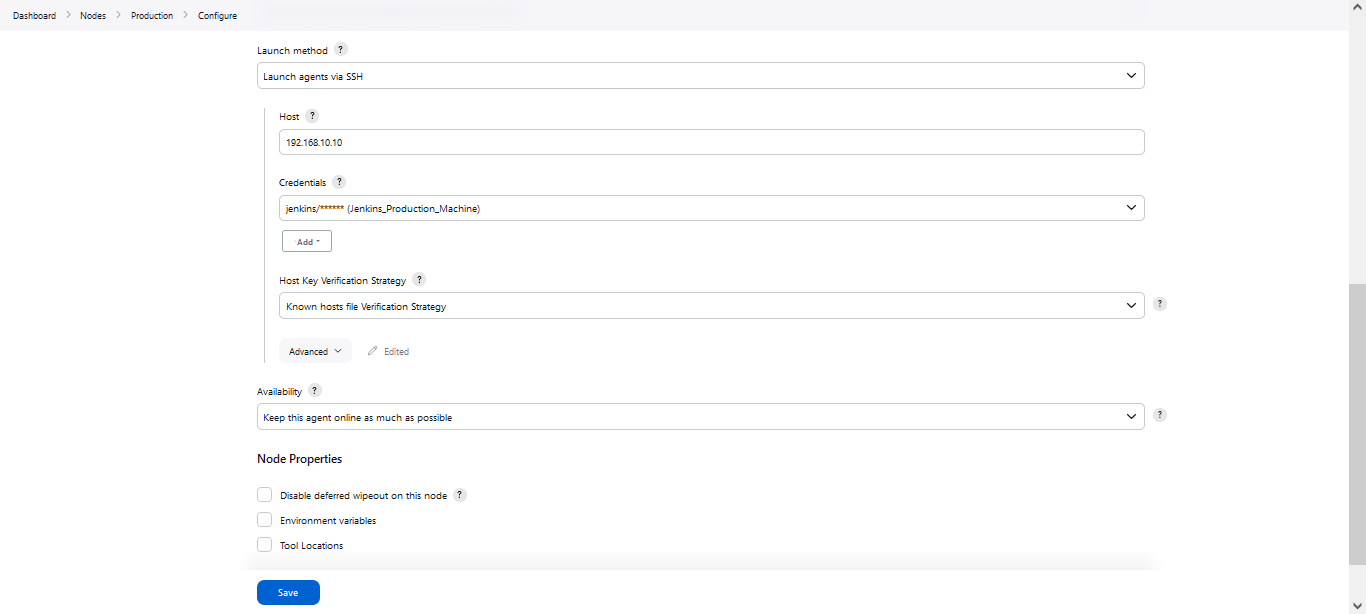 Dashboard > Nodes > Production > Configure
Launch method ?
Launch agents via SSH
Host ?
192.168.10.10
Credentials ?
jenkins/****** (Jenkins_Production_Machine)
Add
Host Key Verification Strategy ?
Known hosts file Verification Strategy ?
Advanced Edited
Availability ?
Keep this agent online as much as possible ?
Node Properties
Disable deferred wipeout on this node ?
Environment variables
Tool Locations
Save